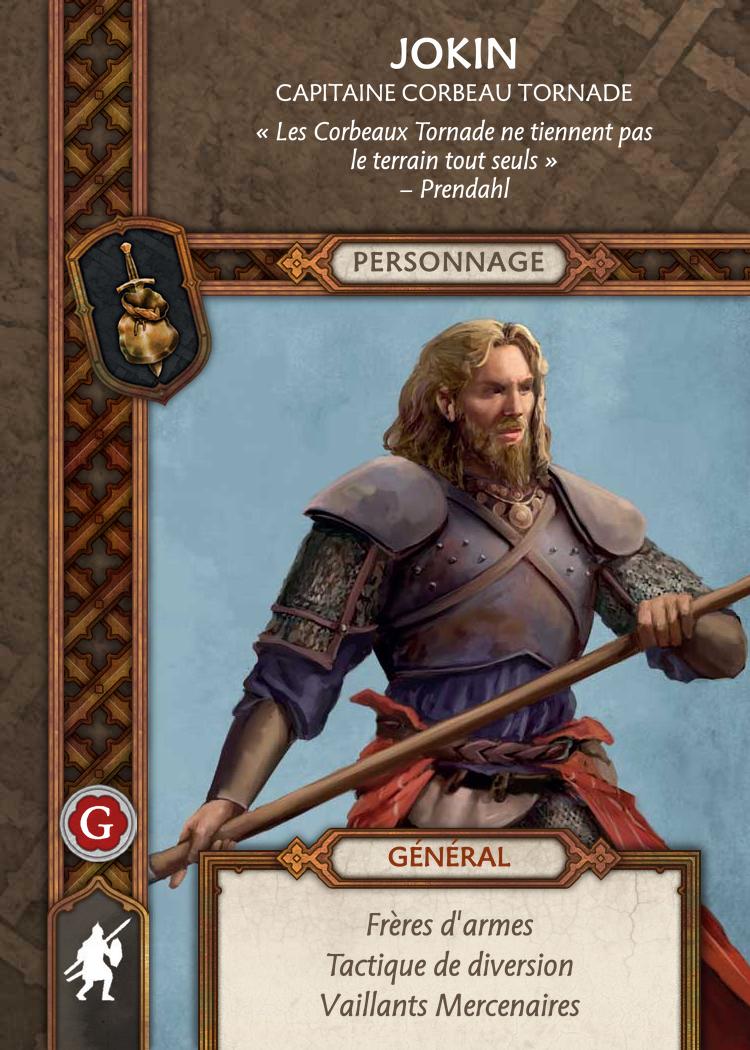 JOKIN
CAPITAINE CORBEAU TORNADE
« Les Corbeaux Tornade ne tiennent pas
le terrain tout seuls »
– Prendahl
PERSONNAGE
G
GÉNÉRAL
Frères d'armes
Tactique de diversion
Vaillants Mercenaires